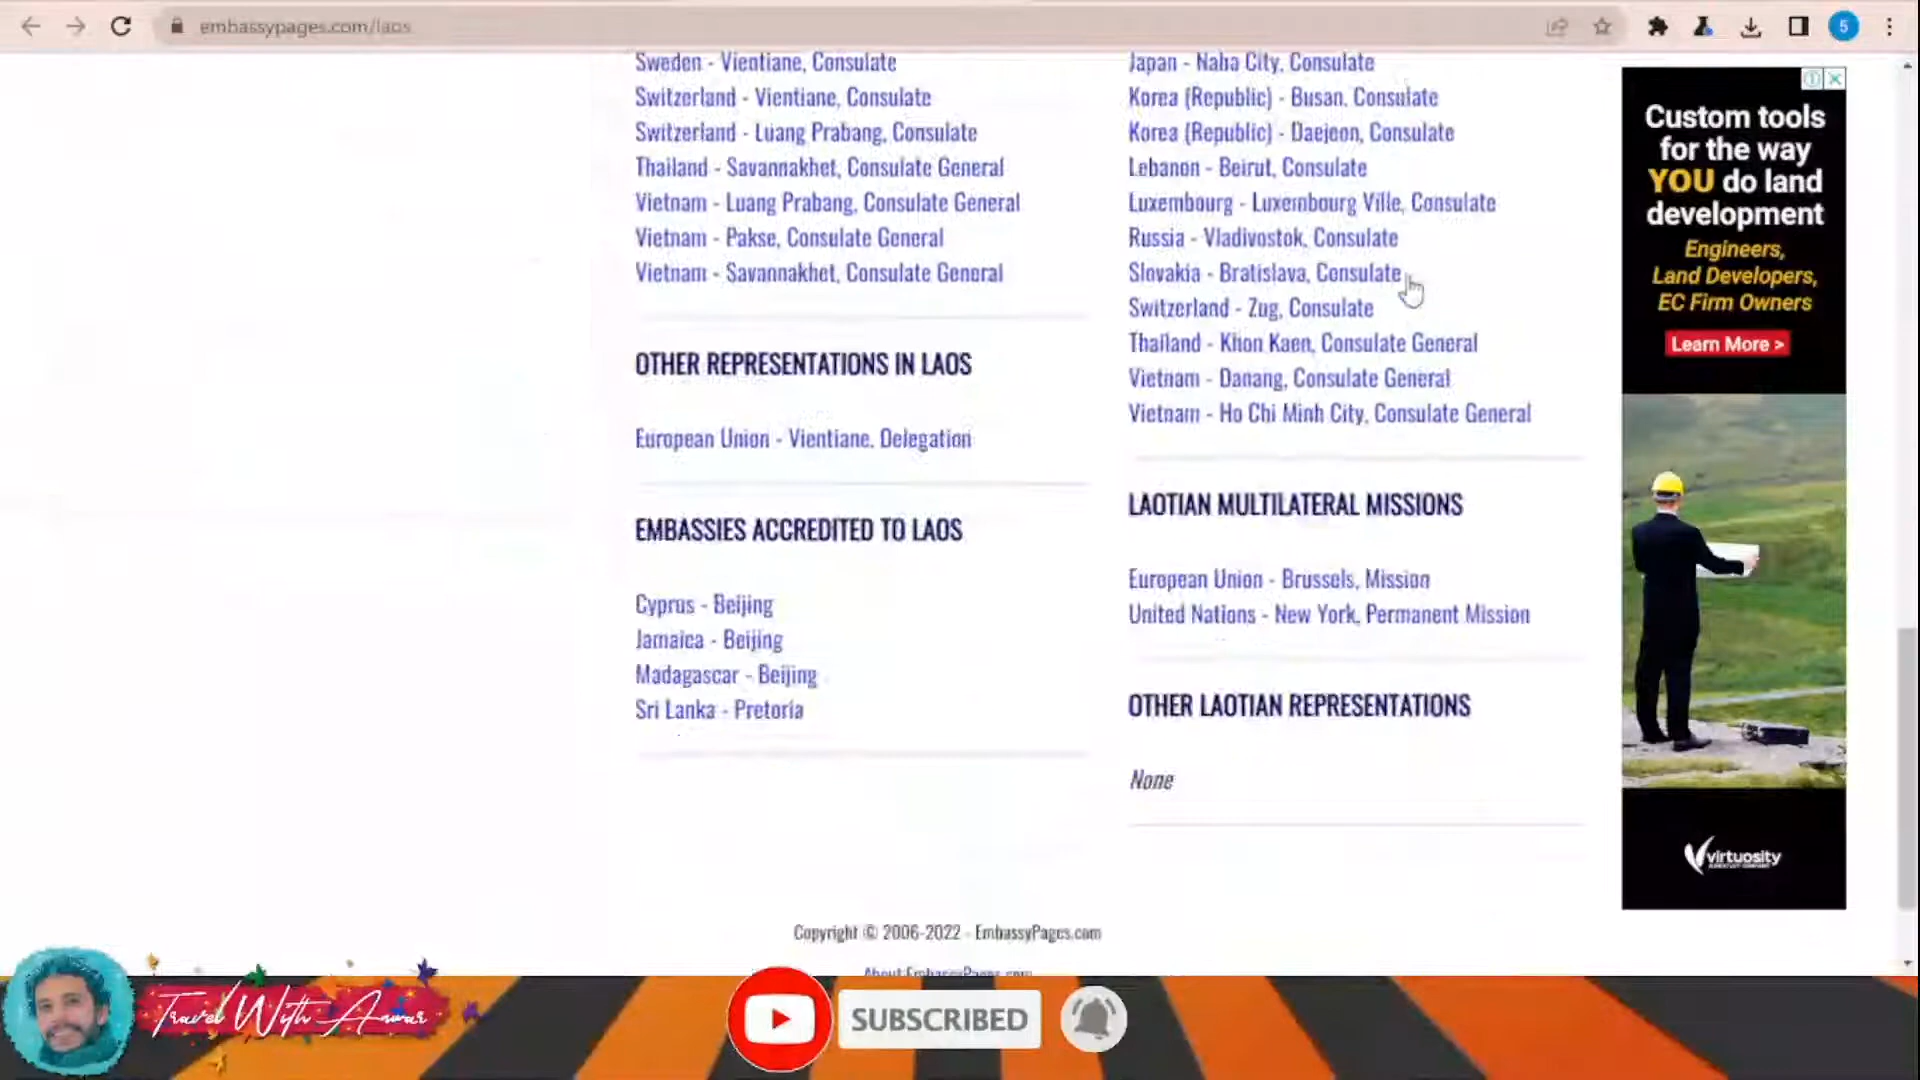 embassypages.com/laos
5
Sweden - Vientiane, Consulate
Switzerland - Vientiane, Consulate
Switzerland - Luang Prabang, Consulate
Thailand - Savannakhet, Consulate General
Vietnam - Luang Prabang, Consulate General
Vietnam - Pakse, Consulate General
Vietnam - Savannakhet, Consulate General
OTHER REPRESENTATIONS IN LAOS
European Union - Vientiane, Delegation
EMBASSIES ACCREDITED TO LAOS
Cyprus - Beijing
Jamaica - Beijing
Madagascar - Beijing
Sri Lanka - Pretoria
Japan - Naha City, Consulate
Korea (Republic) - Busan, Consulate
Korea (Republic) - Daejeon, Consulate
Lebanon - Beirut, Consulate
Luxembourg - Luxembourg Ville, Consulate
Russia - Vladivostok, Consulate
Slovakia - Bratislava, Consulate
Switzerland - Zug, Consulate
Thailand - Khon Kaen, Consulate General
Vietnam - Danang, Consulate General
Vietnam - Ho Chi Minh City, Consulate General
LAOTIAN MULTILATERAL MISSIONS
European Union - Brussels, Mission
United Nations - New York, Permanent Mission
OTHER LAOTIAN REPRESENTATIONS
None
Custom tools
for the way
YOU do land
development
Engineers,
Land Developers,
EC Firm Owners
Learn More >
virtuosity
Copyright © 2006-2022 - EmbassyPages.com
About EmbassyPages.com
Travel With Anwar
SUBSCRIBED